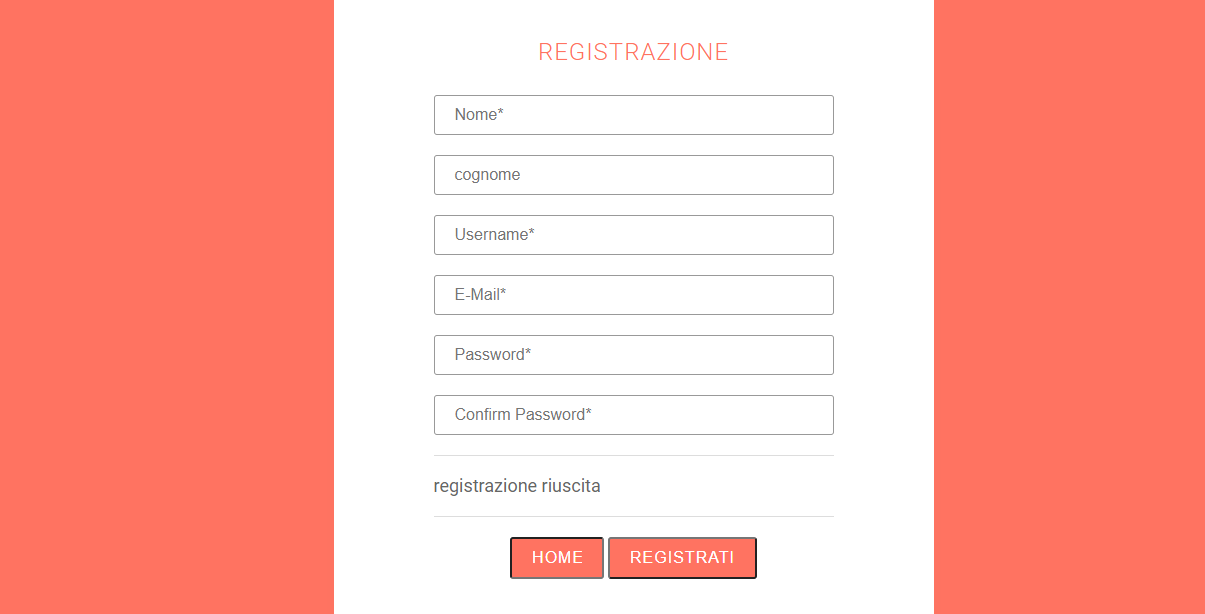 REGISTRAZIONE
Nome*
cognome
Username*
E-Mail*
Password*
Confirm Password*
registrazione riuscita
HOME REGISTRATI